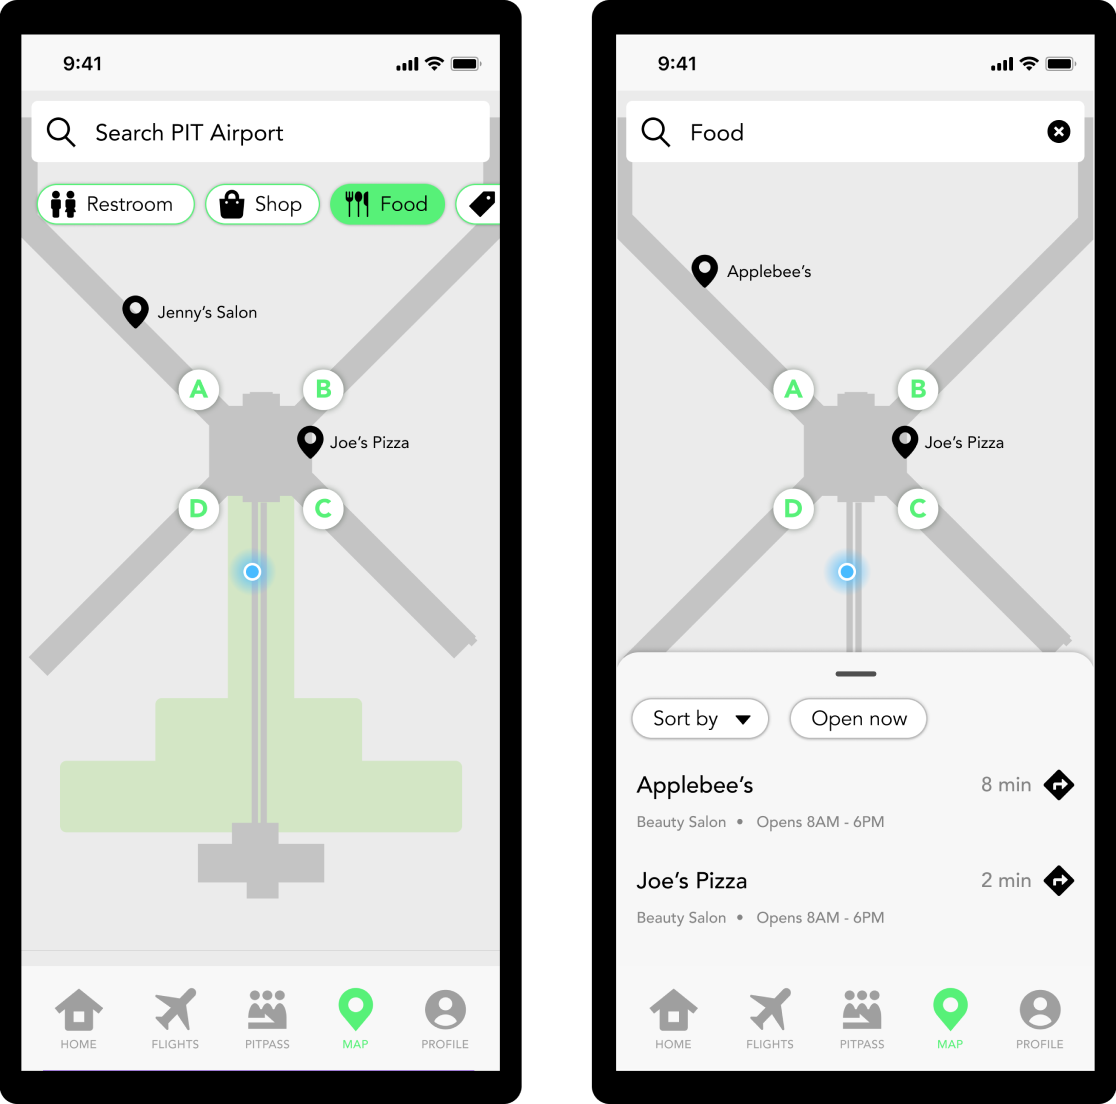 9:41
Search PIT Airport
Restroom
Shop
Food
Jenny's Salon
A
B
Joe's Pizza
D
C
HOME
FLIGHTS
PITPASS
MAP
PROFILE
9:41
Food
Applebee's
A
B
Joe's Pizza
D
C
Sort by
Open now
Applebee's
8 min
Beauty Salon • Opens 8AM - 6PM
Joe's Pizza
2 min
Beauty Salon • Opens 8AM - 6PM
HOME
FLIGHTS
PITPASS
MAP
PROFILE